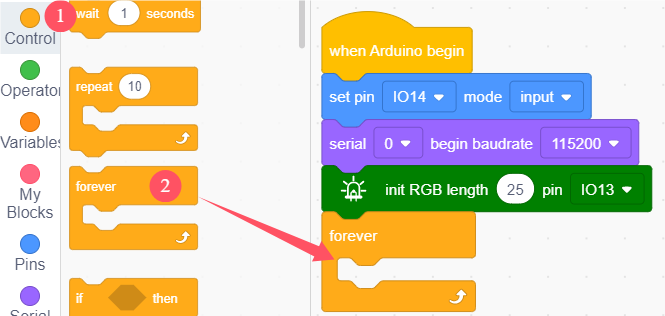 1
Control
Operator
Variables
My
Blocks
Pins
Serial
wait 1 seconds
repeat 10
forever 2
if then
when Arduino begin
set pin IO14 mode input
serial 0 begin baudrate 115200
init RGB length 25 pin IO13
forever